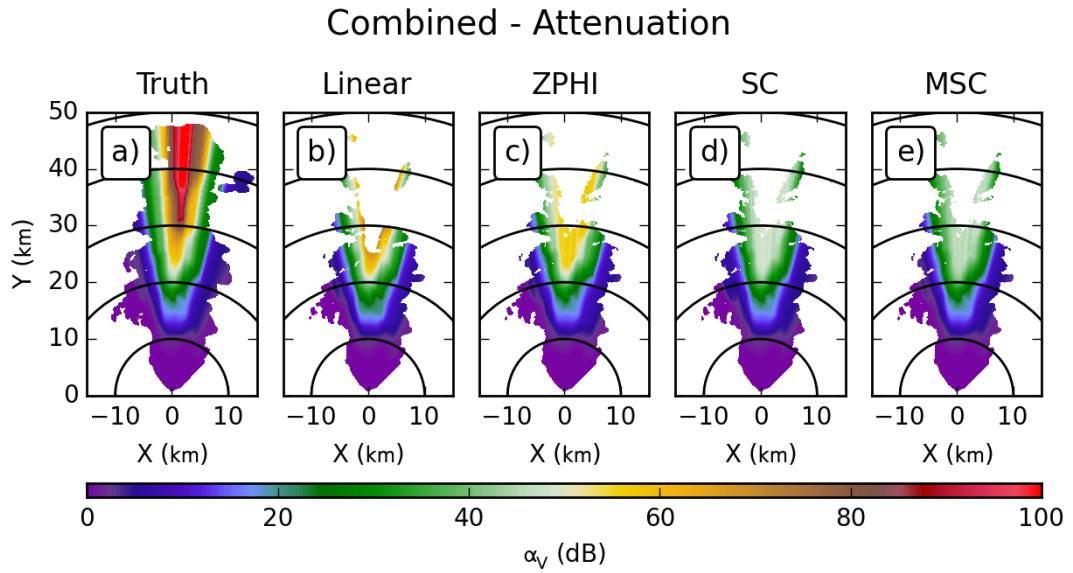 Combined - Attenuation
Truth Linear ZPHI SC MSC
a) b) c) d) e)
50
40
30
20
10
0
Y (km)
−10 0 10 −10 0 10 −10 0 10 −10 0 10 −10 0 10
X (km) X (km) X (km) X (km) X (km)
0 20 40 60 80 100
αV (dB)